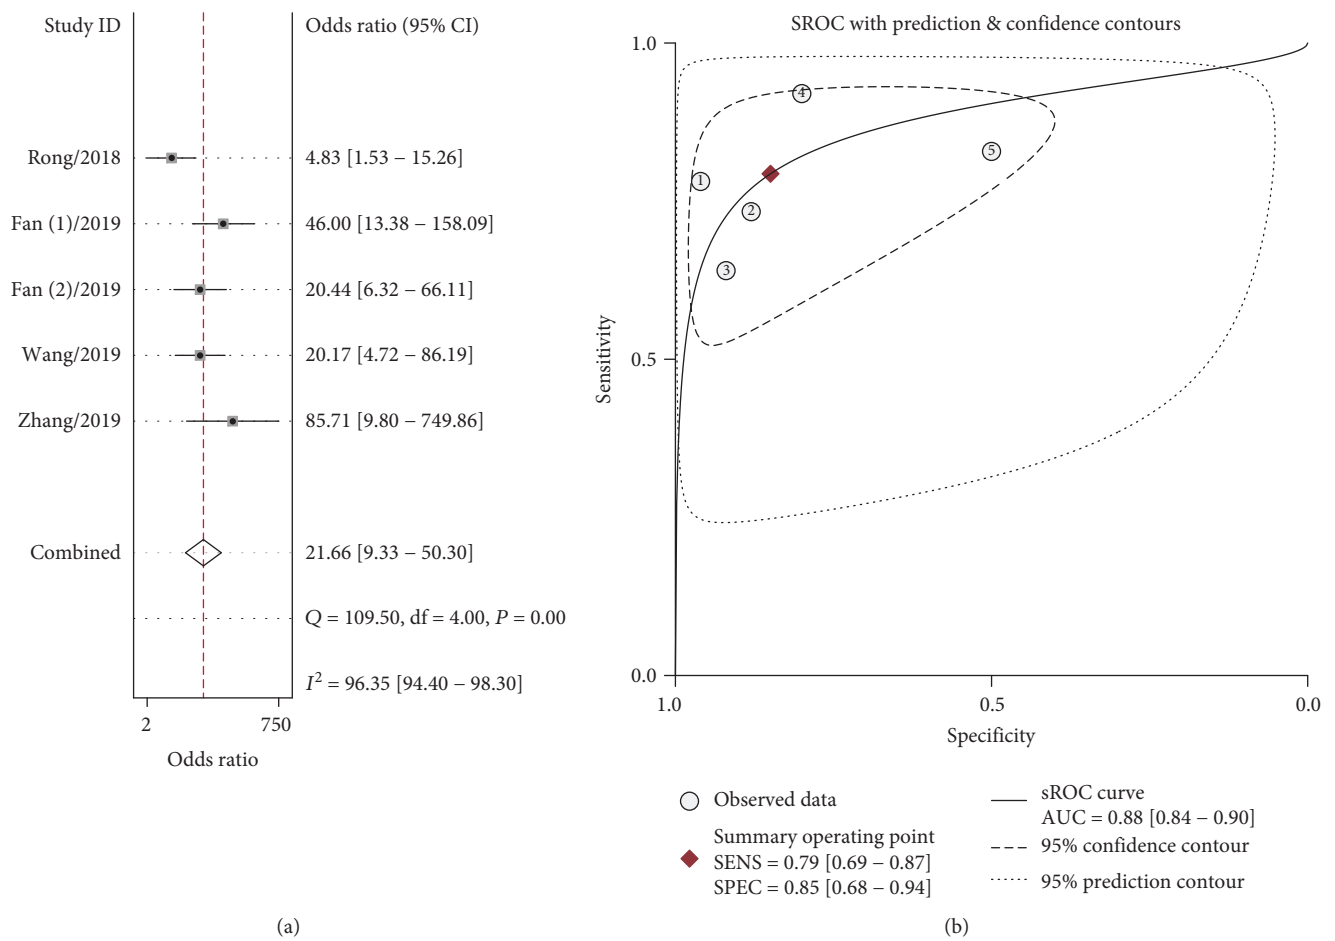 Study ID
Odds ratio (95% CI)
Rong/2018
4.83 [1.53 − 15.26]
Fan (1)/2019
46.00 [13.38 − 158.09]
Fan (2)/2019
20.44 [6.32 − 66.11]
Wang/2019
20.17 [4.72 − 86.19]
Zhang/2019
85.71 [9.80 − 749.86]
Combined
21.66 [9.33 − 50.30]
Q = 109.50, df = 4.00, P = 0.00
I² = 96.35 [94.40 − 98.30]
2
750
Odds ratio
(a)
SROC with prediction & confidence contours
1.0
0.5
0.0
Sensitivity
4
5
1
2
3
1.0
0.5
0.0
Specificity
Observed data
Summary operating point
SENS = 0.79 [0.69 − 0.87]
SPEC = 0.85 [0.68 − 0.94]
sROC curve
AUC = 0.88 [0.84 − 0.90]
95% confidence contour
95% prediction contour
(b)